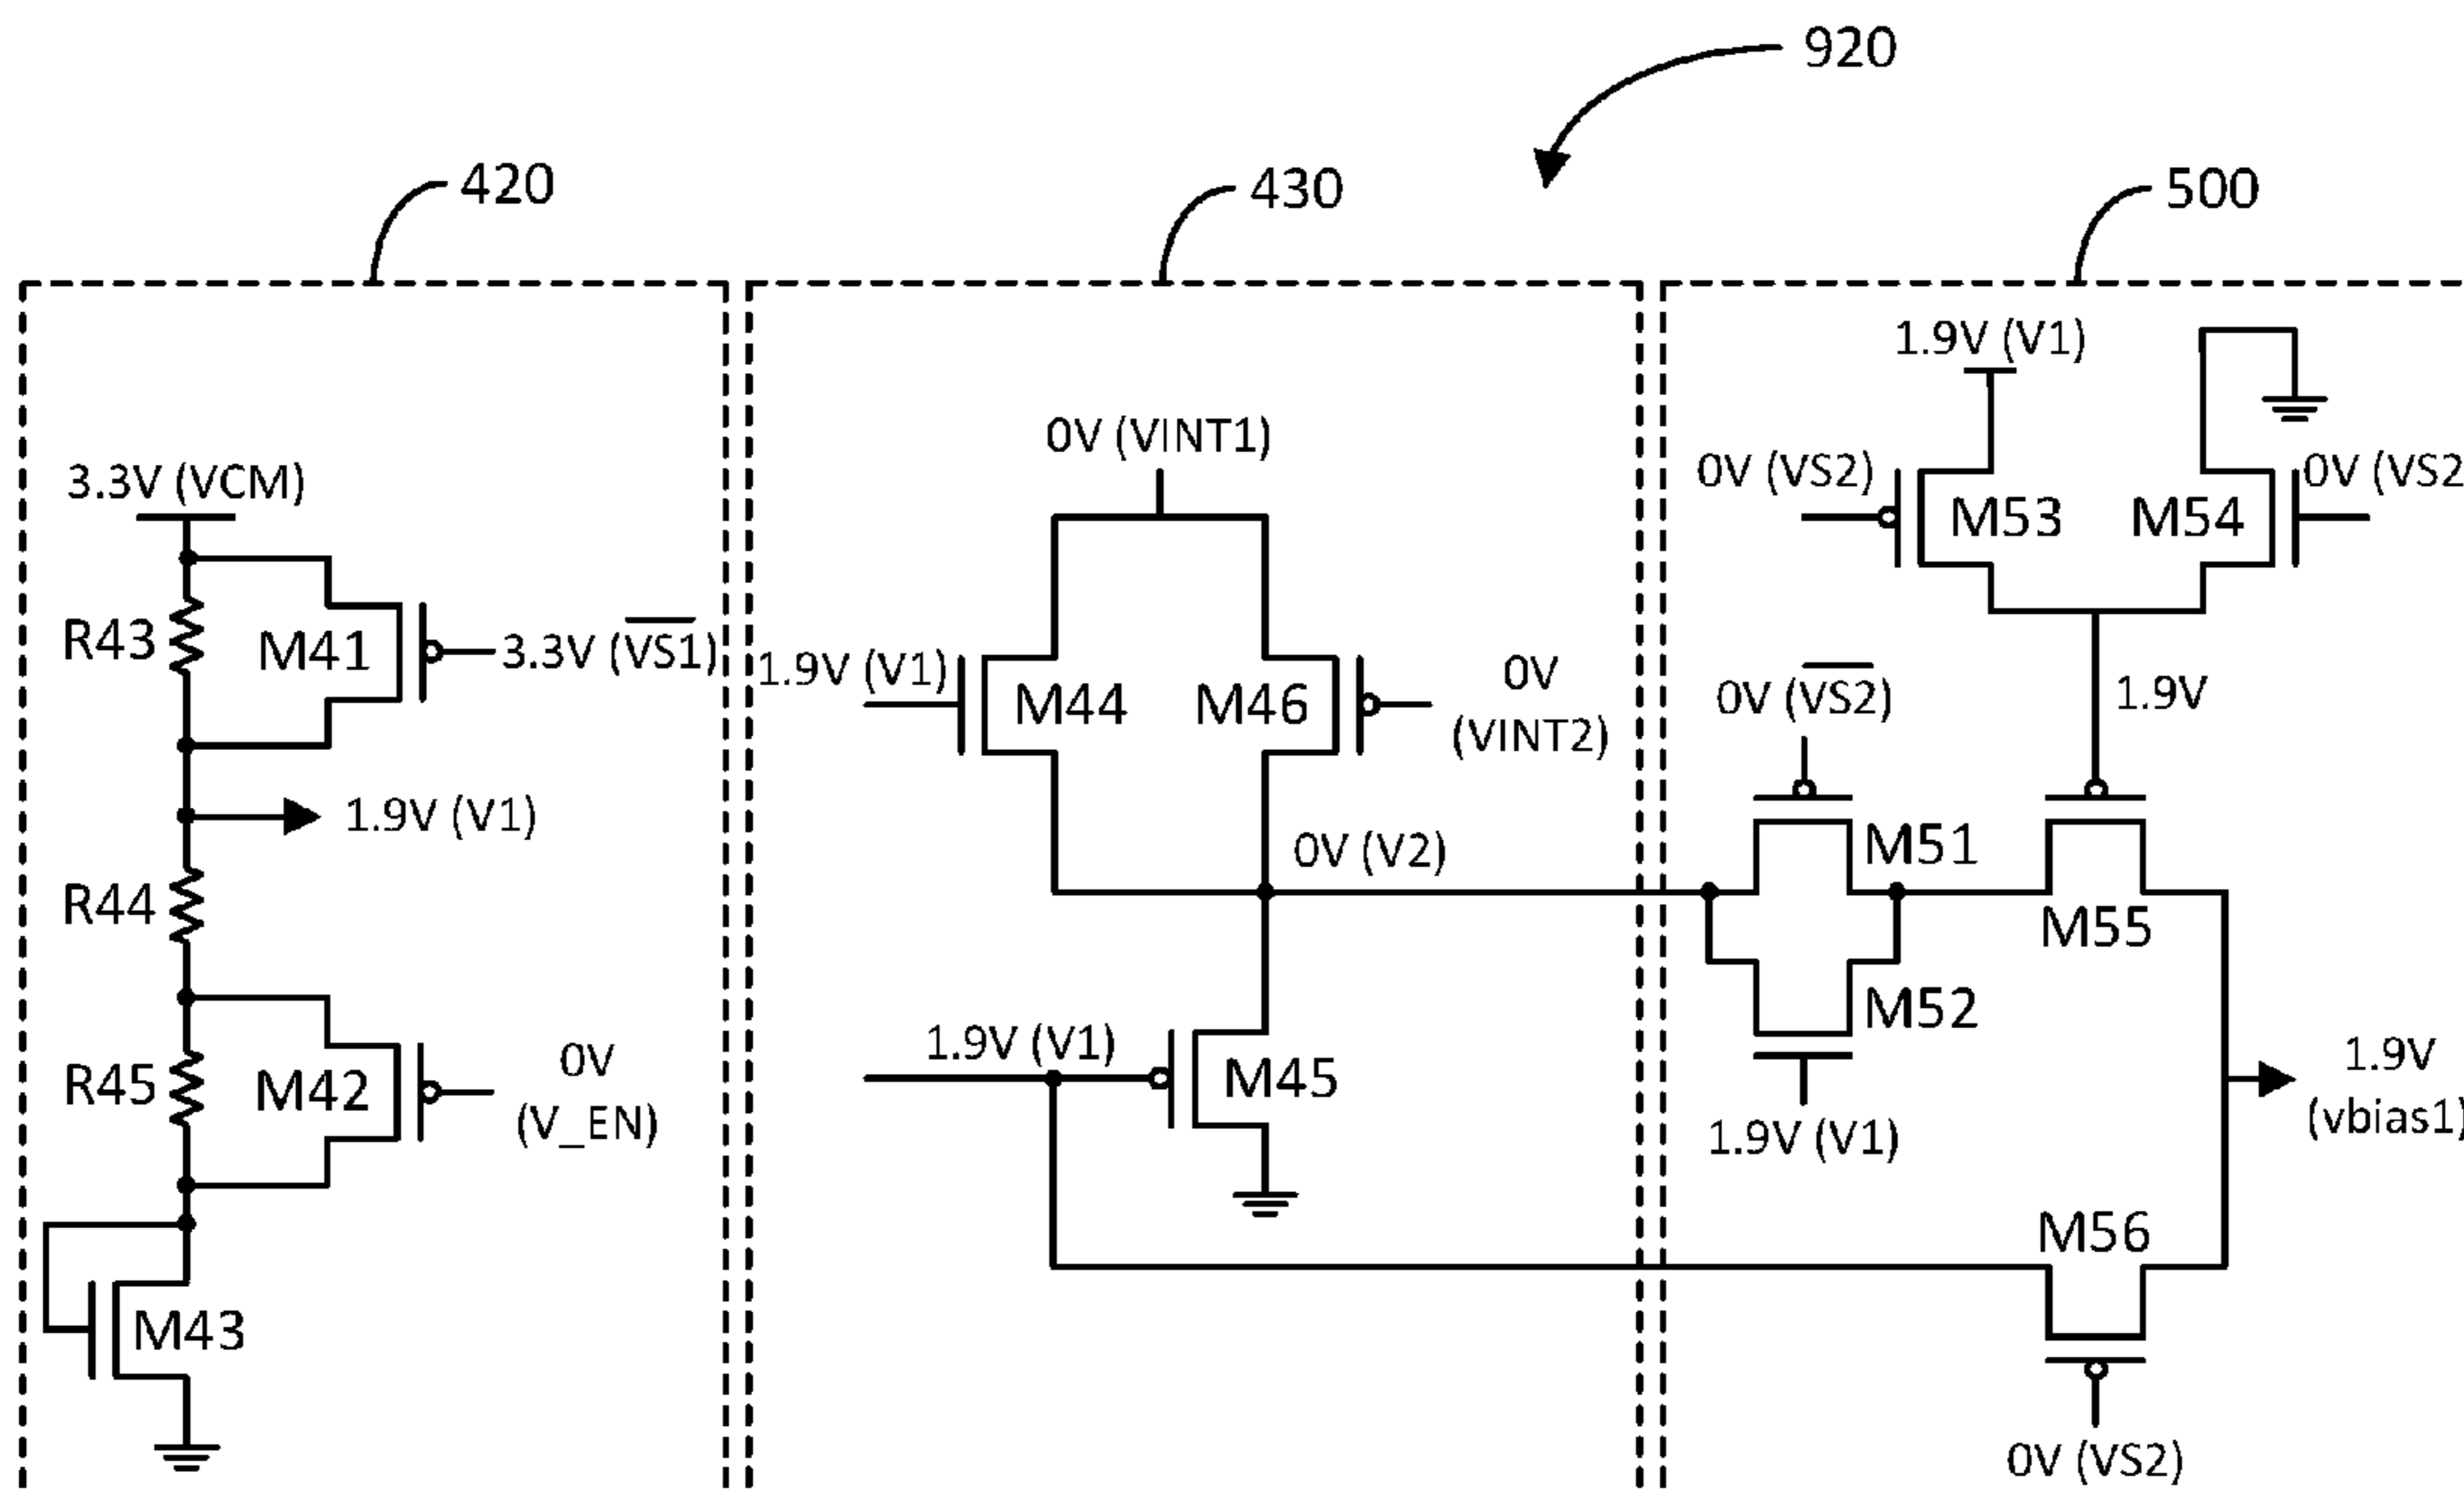 920
420
430
500
3.3V (VCM)
R43
M41
3.3V (V̅S̅1̅)
1.9V (V1)
R44
R45
M42
0V
(V_EN)
M43
0V (VINT1)
1.9V (V1)
M44
M46
0V
(VINT2)
0V (V2)
1.9V (V1)
M45
1.9V (V1)
0V (VS2)
M53
M54
0V (VS2
0V (V̅S̅2̅)
1.9V
M51
M55
M52
1.9V (V1)
1.9V
(vbias1)
M56
0V (VS2)